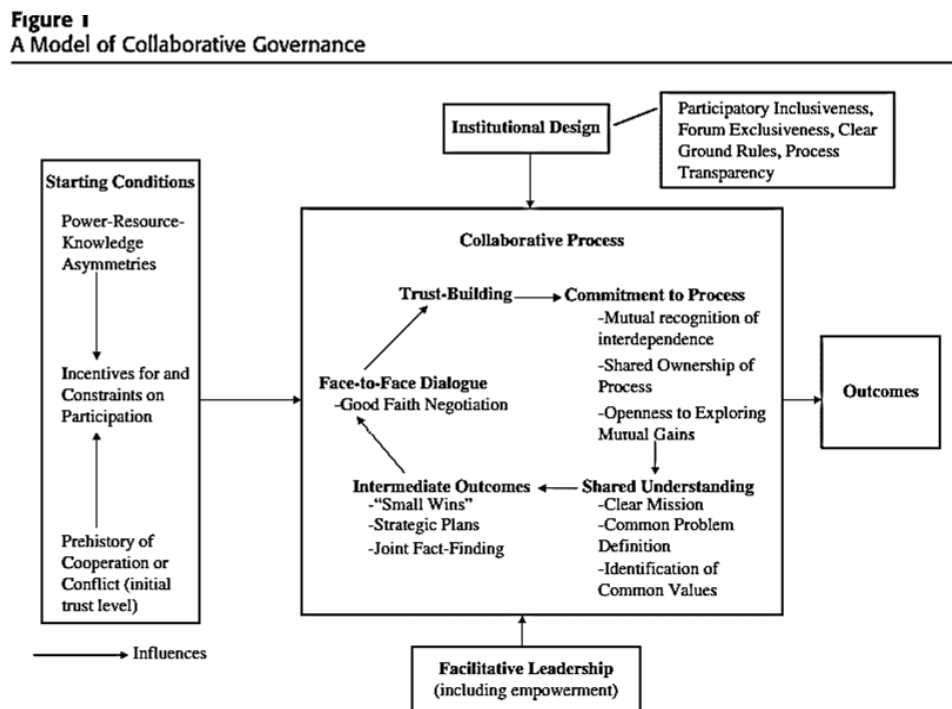 Figure 1
A Model of Collaborative Governance
Institutional Design
Participatory Inclusiveness,
Forum Exclusiveness, Clear
Ground Rules, Process
Transparency
Starting Conditions
Power-Resource-
Knowledge
Asymmetries
Incentives for and
Constraints on
Participation
Prehistory of
Cooperation or
Conflict (initial
trust level)
Influences
Collaborative Process
Trust-Building
Commitment to Process
-Mutual recognition of
interdependence
-Shared Ownership of
Process
-Openness to Exploring
Mutual Gains
Face-to-Face Dialogue
-Good Faith Negotiation
Intermediate Outcomes
-“Small Wins”
-Strategic Plans
-Joint Fact-Finding
Shared Understanding
-Clear Mission
-Common Problem
Definition
-Identification of
Common Values
Outcomes
Facilitative Leadership
(including empowerment)